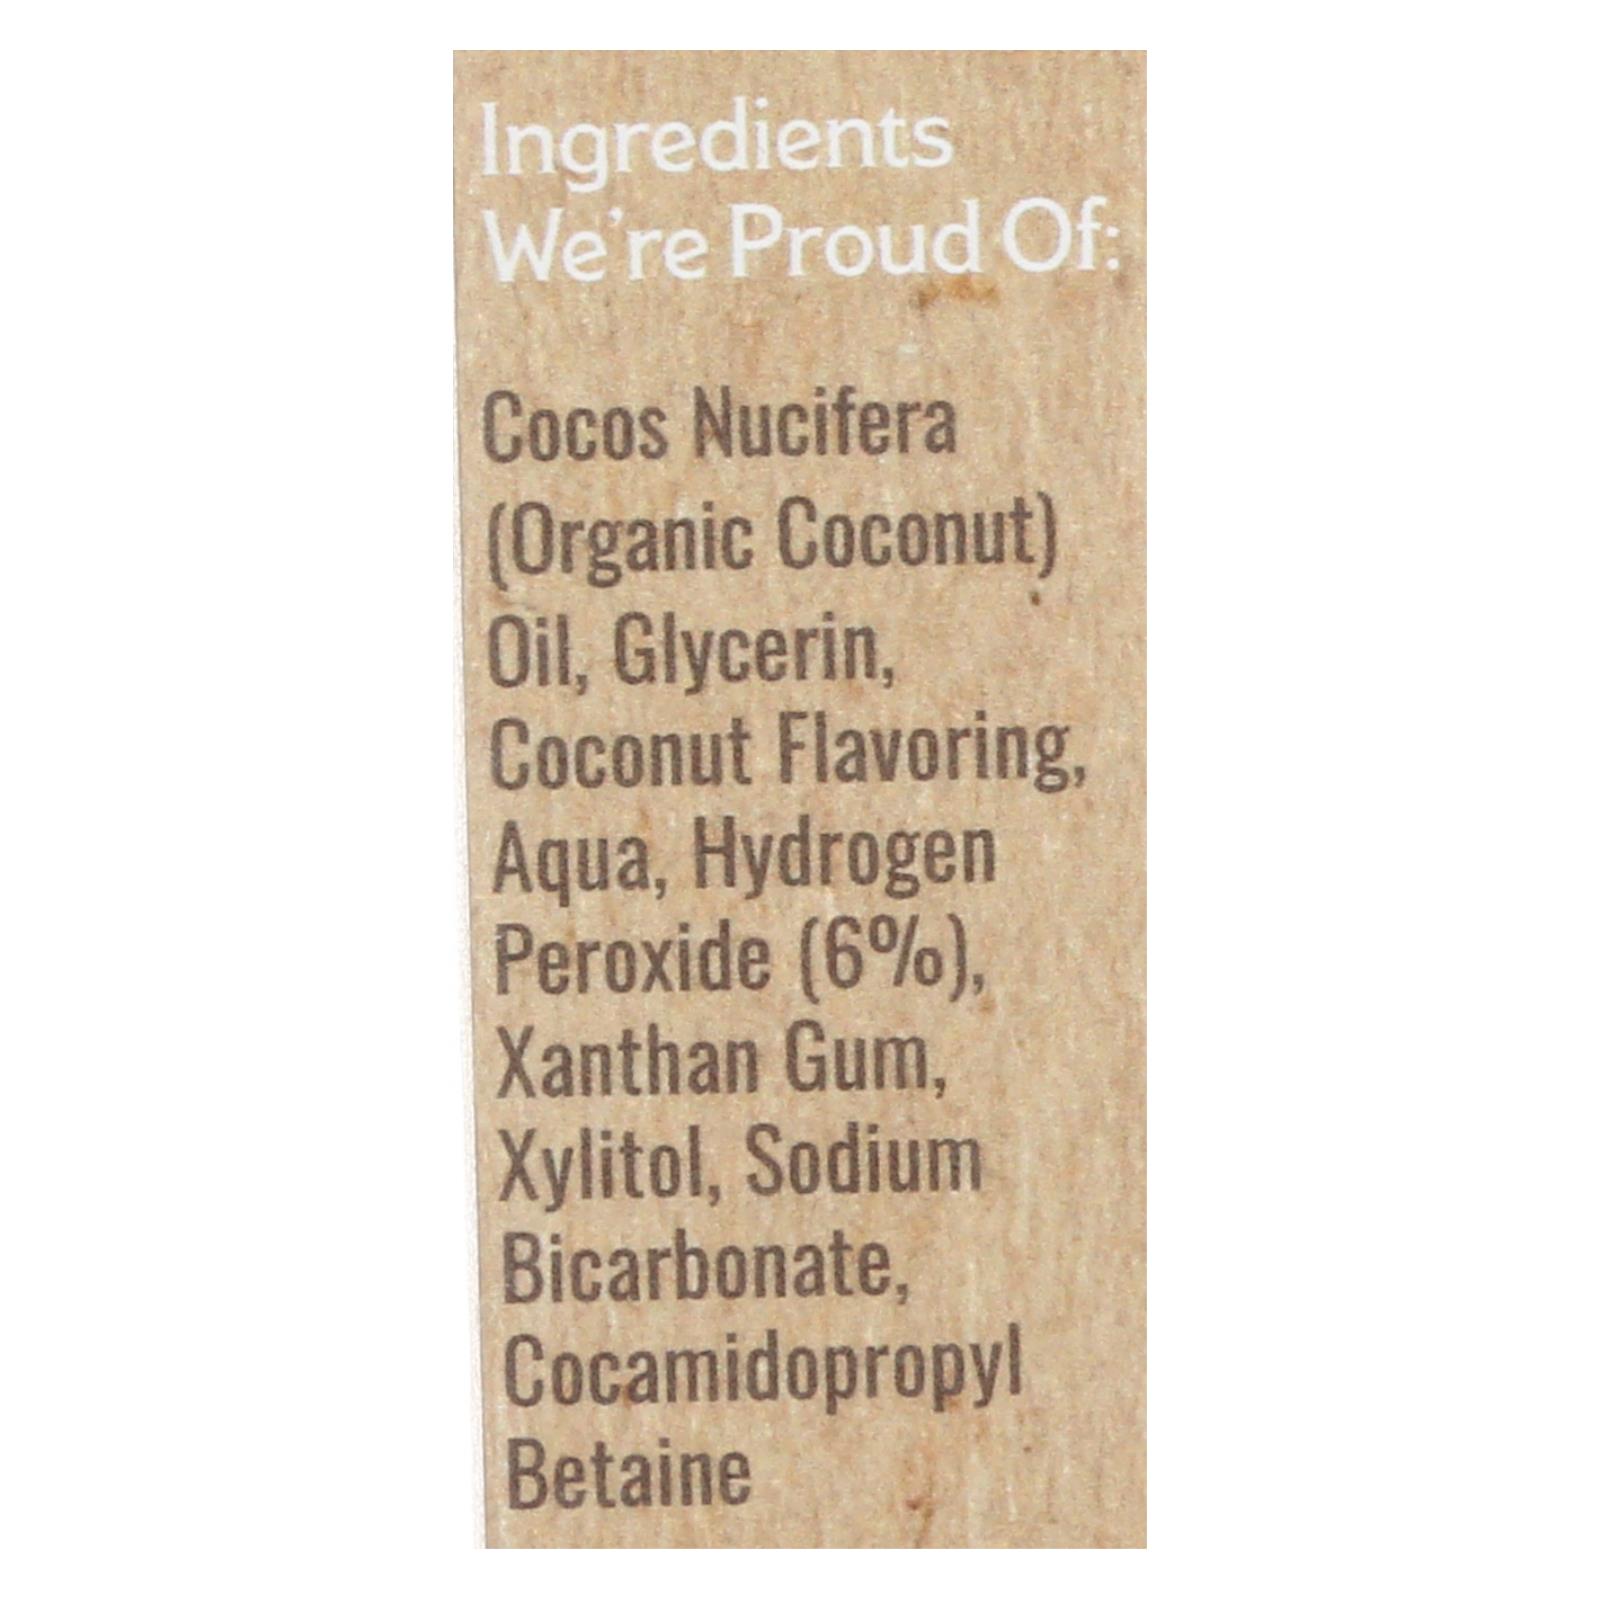 Ingredients
We're Proud Of:
Cocos Nucifera
(Organic Coconut)
Oil, Glycerin,
Coconut Flavoring,
Aqua, Hydrogen
Peroxide (6%),
Xanthan Gum,
Xylitol, Sodium
Bicarbonate,
Cocamidopropyl
Betaine